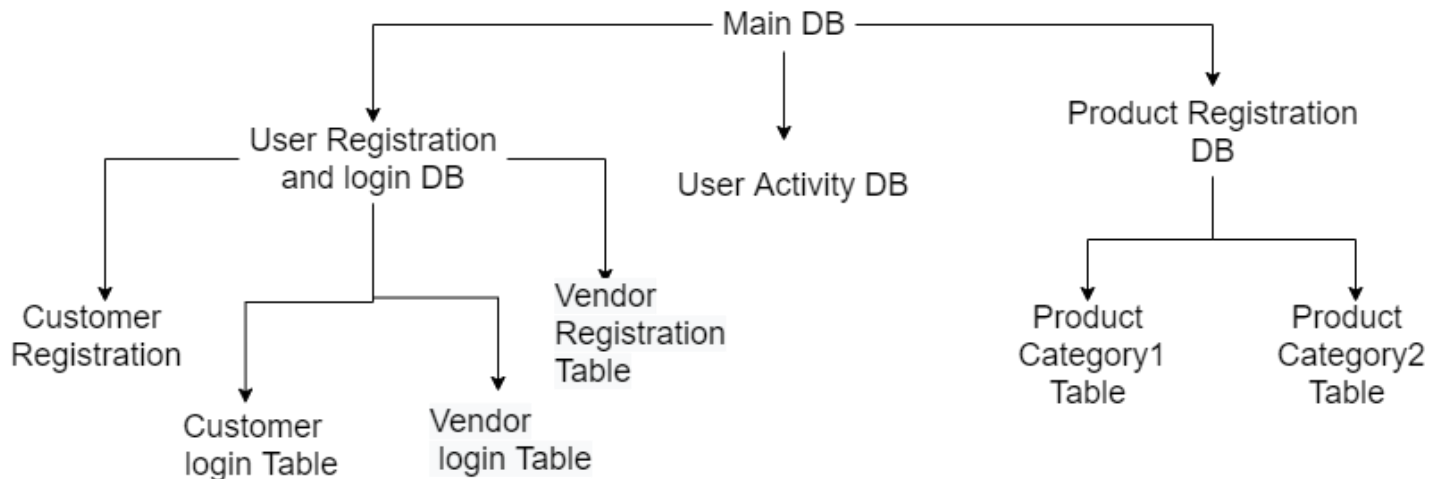 Main DB
User Registration
and login DB
User Activity DB
Product Registration
DB
Customer
Registration
Customer
login Table
Vendor
login Table
Vendor
Registration
Table
Product
Category1
Table
Product
Category2
Table